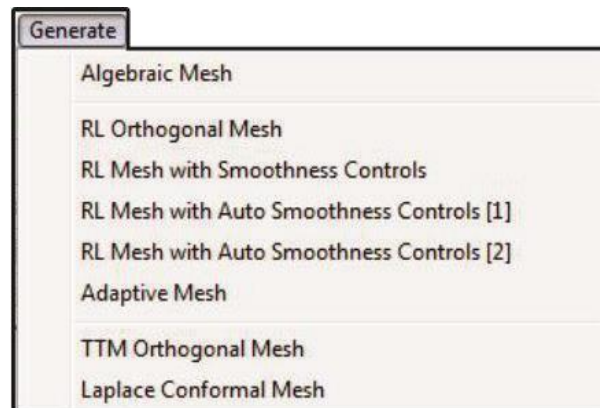 Generate
Algebraic Mesh
RL Orthogonal Mesh
RL Mesh with Smoothness Controls
RL Mesh with Auto Smoothness Controls [1]
RL Mesh with Auto Smoothness Controls [2]
Adaptive Mesh
TTM Orthogonal Mesh
Laplace Conformal Mesh